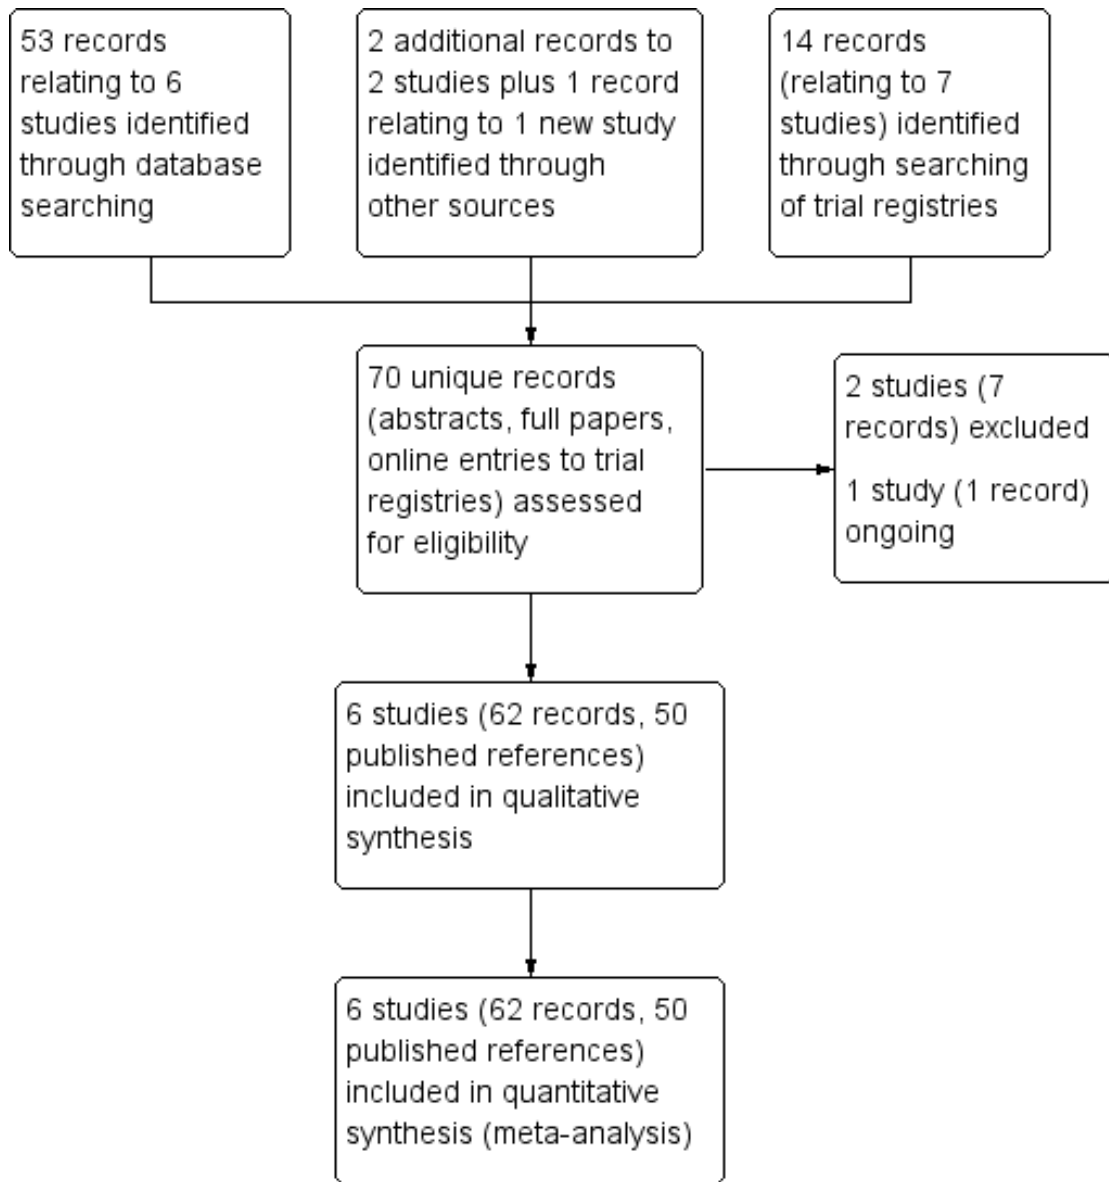 53 records
relating to 6
studies identified
through database
searching
2 additional records to
2 studies plus 1 record
relating to 1 new study
identified through
other sources
14 records
(relating to 7
studies) identified
through searching
of trial registries
70 unique records
(abstracts, full papers,
online entries to trial
registries) assessed
for eligibility
2 studies (7
records) excluded
1 study (1 record)
ongoing
6 studies (62 records, 50
published references)
included in qualitative
synthesis
6 studies (62 records, 50
published references)
included in quantitative
synthesis (meta-analysis)